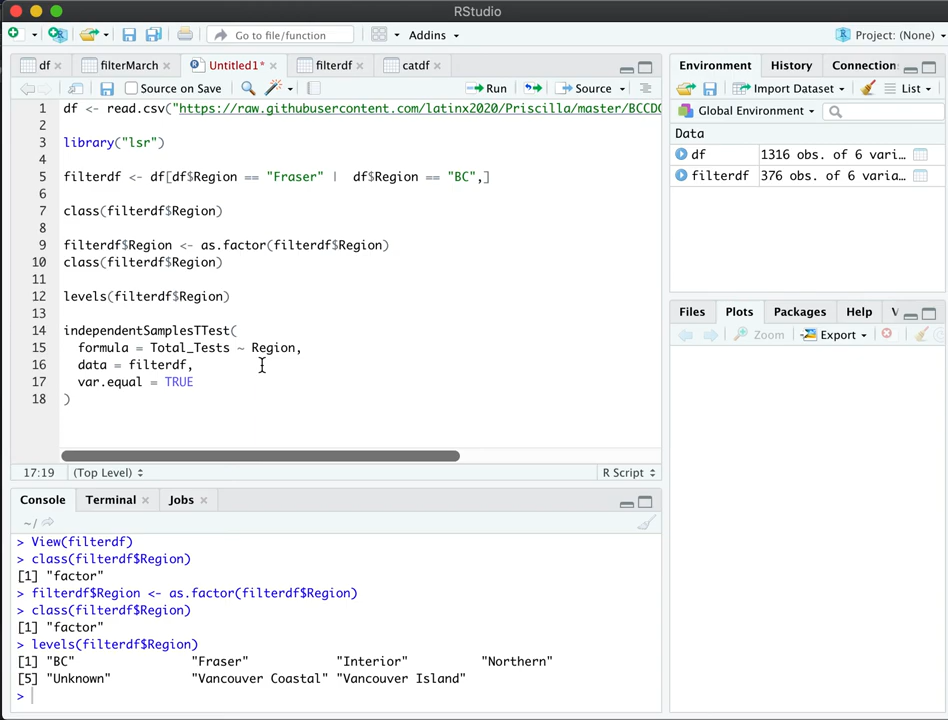 RStudio
Go to file/function
Addins
Project: (None)
df
filterMarch
Untitled1*
filterdf
catdf
Source on Save
Run
Source
1 df <- read.csv("https://raw.githubusercontent.com/latinx2020/Priscilla/master/BCCDC
2
3 library("lsr")
4
5 filterdf <- df[df$Region == "Fraser" |  df$Region == "BC",]
6
7 class(filterdf$Region)
8
9 filterdf$Region <- as.factor(filterdf$Region)
10 class(filterdf$Region)
11
12 levels(filterdf$Region)
13
14 independentSamplesTTest(
15   formula = Total_Tests ~ Region,
16   data = filterdf,
17   var.equal = TRUE
18 )
17:19 (Top Level) R Script
Console Terminal Jobs
~/
> View(filterdf)
> class(filterdf$Region)
[1] "factor"
> filterdf$Region <- as.factor(filterdf$Region)
> class(filterdf$Region)
[1] "factor"
> levels(filterdf$Region)
[1] "BC" "Fraser" "Interior" "Northern"
[5] "Unknown" "Vancouver Coastal" "Vancouver Island"
>
Environment History Connection
Import Dataset List
Global Environment
Data
df 1316 obs. of 6 vari…
filterdf 376 obs. of 6 varia…
Files Plots Packages Help V
Zoom Export